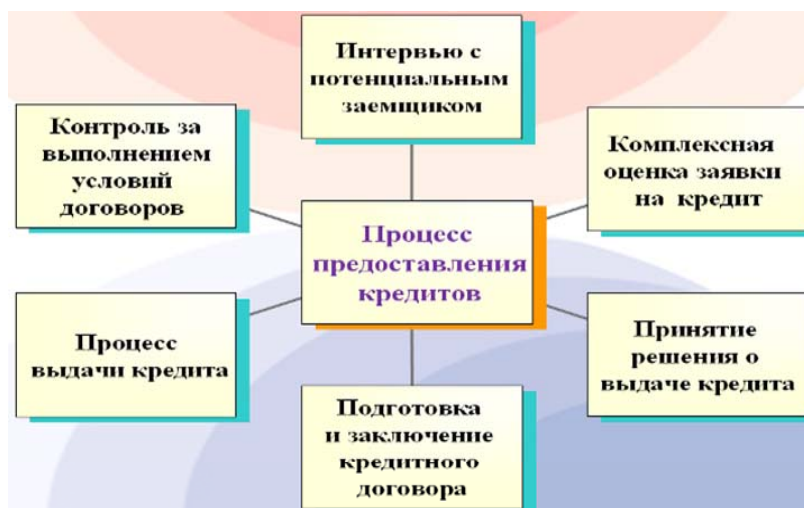 Интервью с
потенциальным
заемщиком
Контроль за
выполнением
условий
договоров
Комплексная
оценка заявки
на кредит
Процесс
предоставления
кредитов
Процесс
выдачи кредита
Принятие
решения о
выдаче кредита
Подготовка
и заключение
кредитного
договора